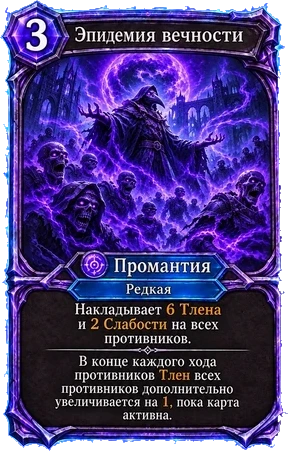 3
Эпидемия вечности
Промантия
Редкая
Накладывает 6 Тлена
и 2 Слабости на всех
противников.
В конце каждого хода
противников Тлен всех
противников дополнительно
увеличивается на 1, пока карта
активна.